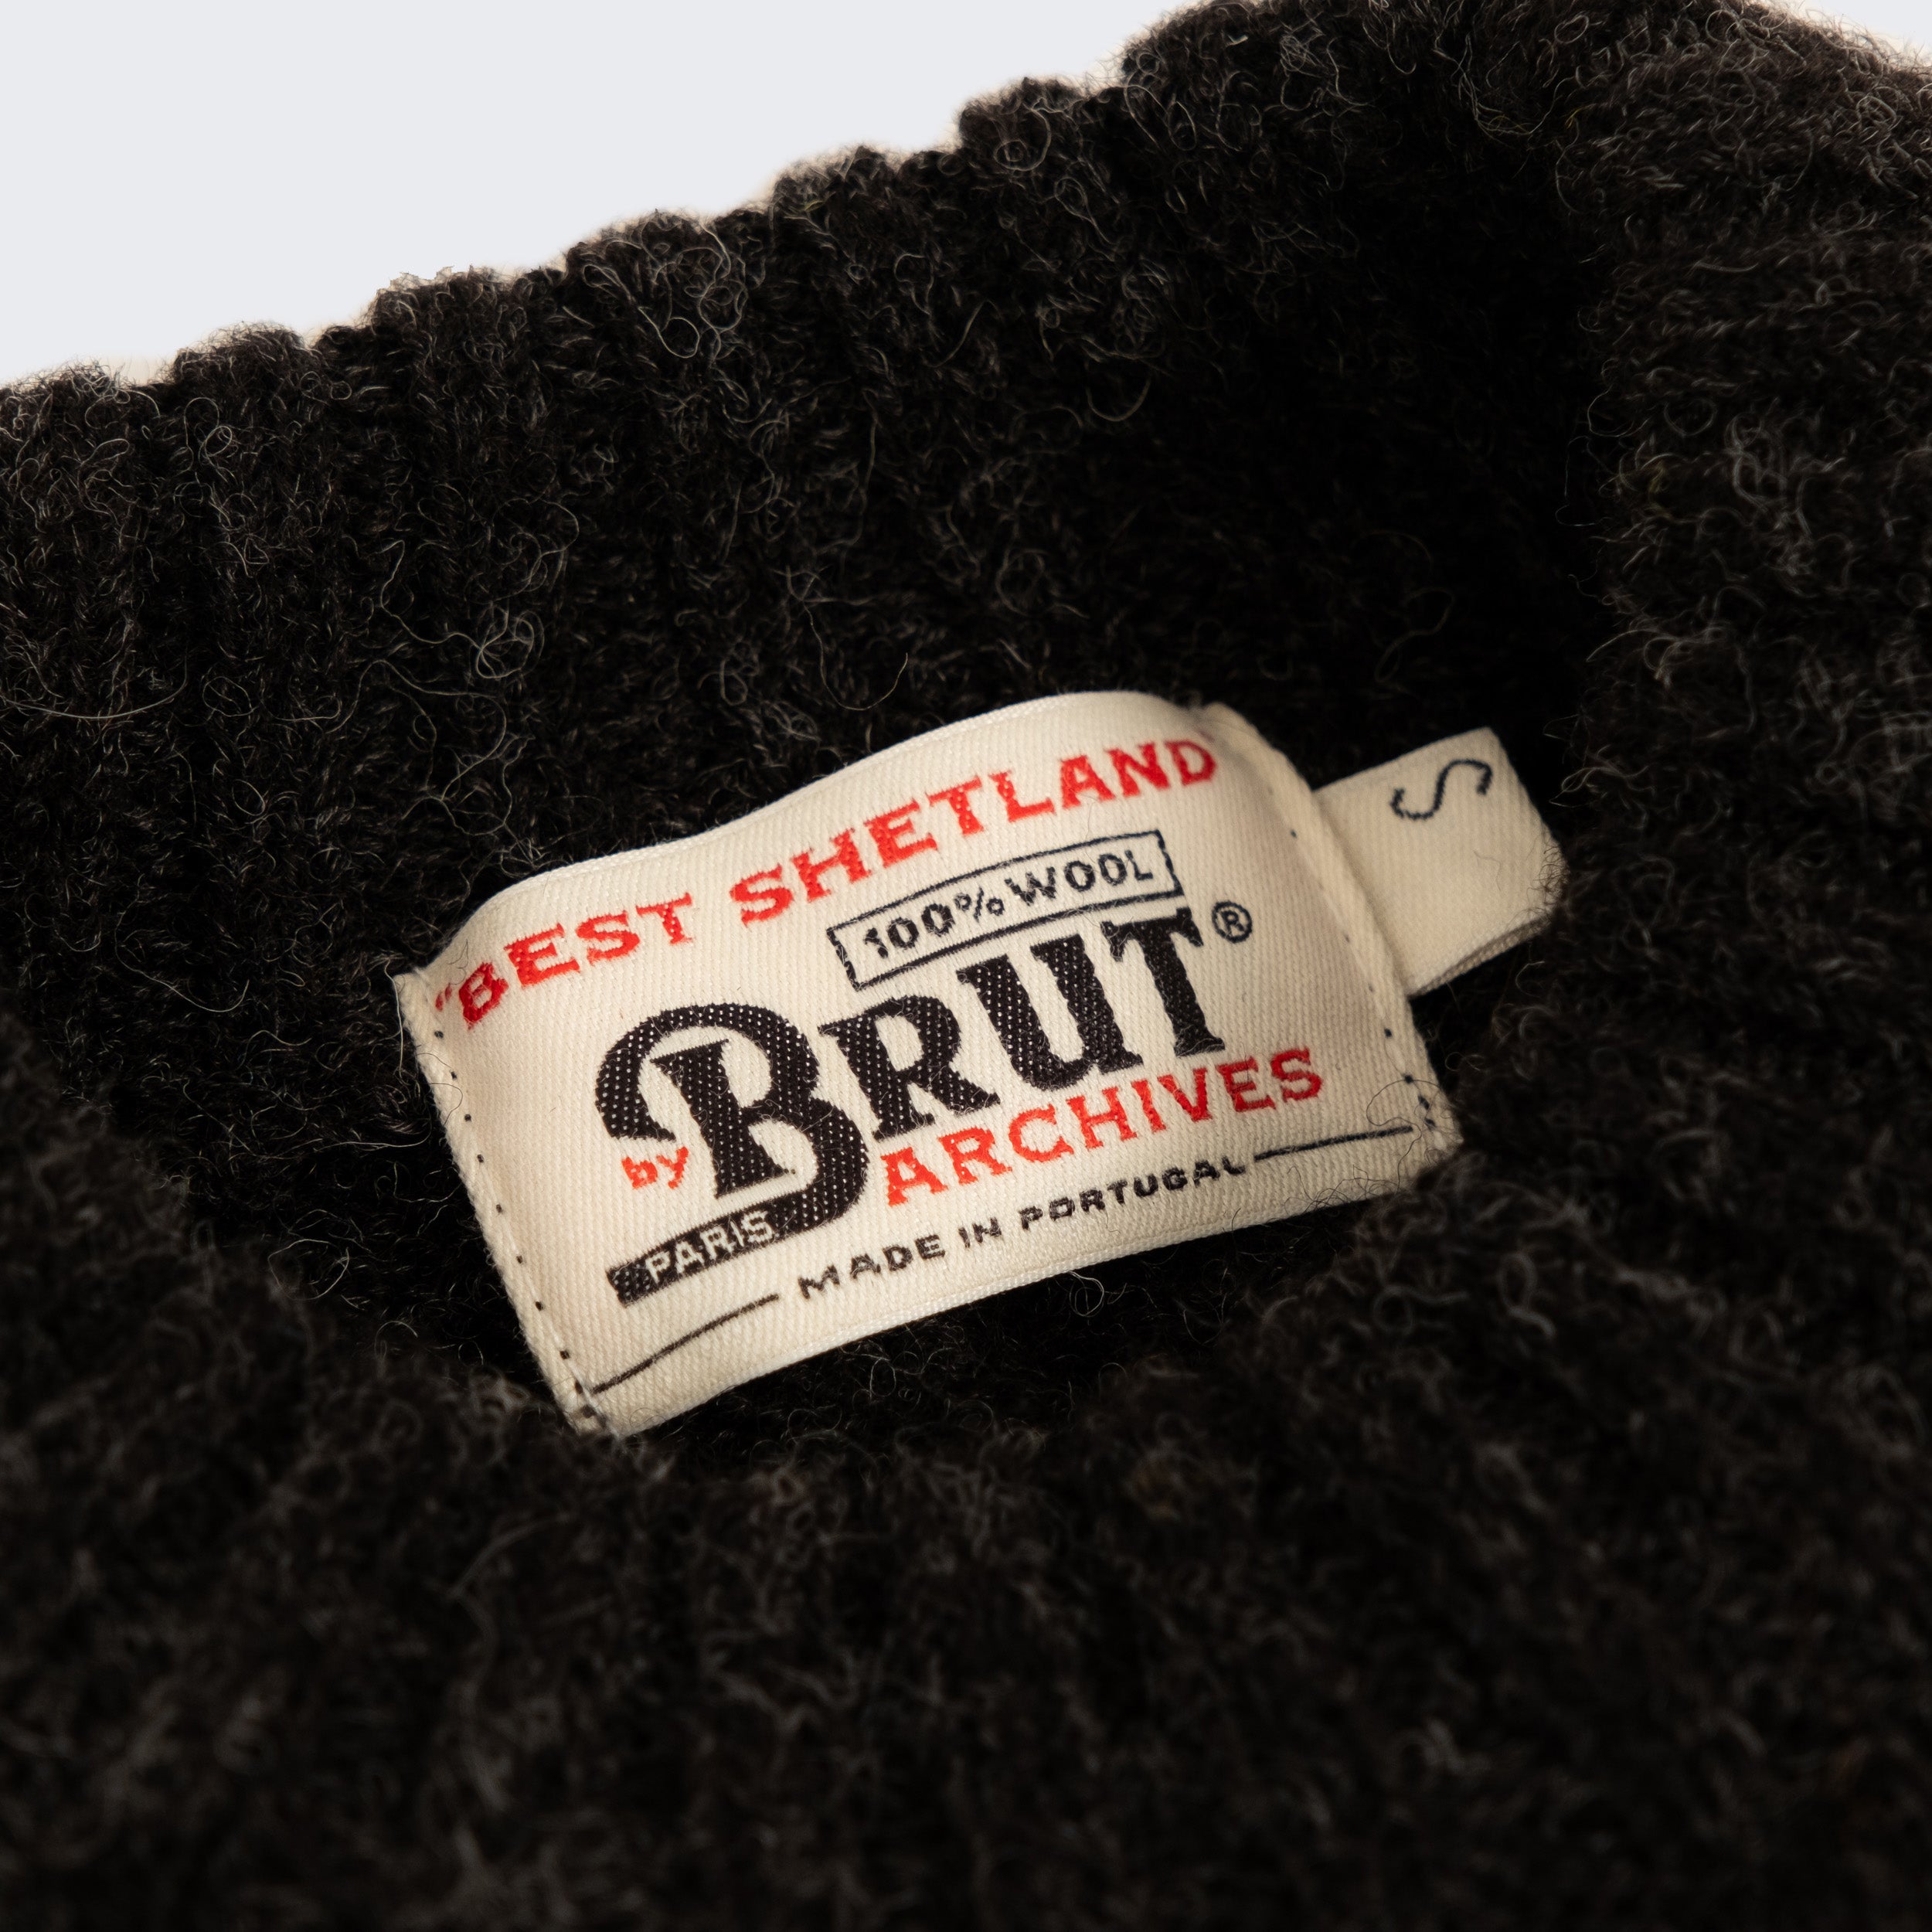 "BEST SHETLAND
100% WOOL
BRUT®
by ARCHIVES
PARIS
MADE IN PORTUGAL
S